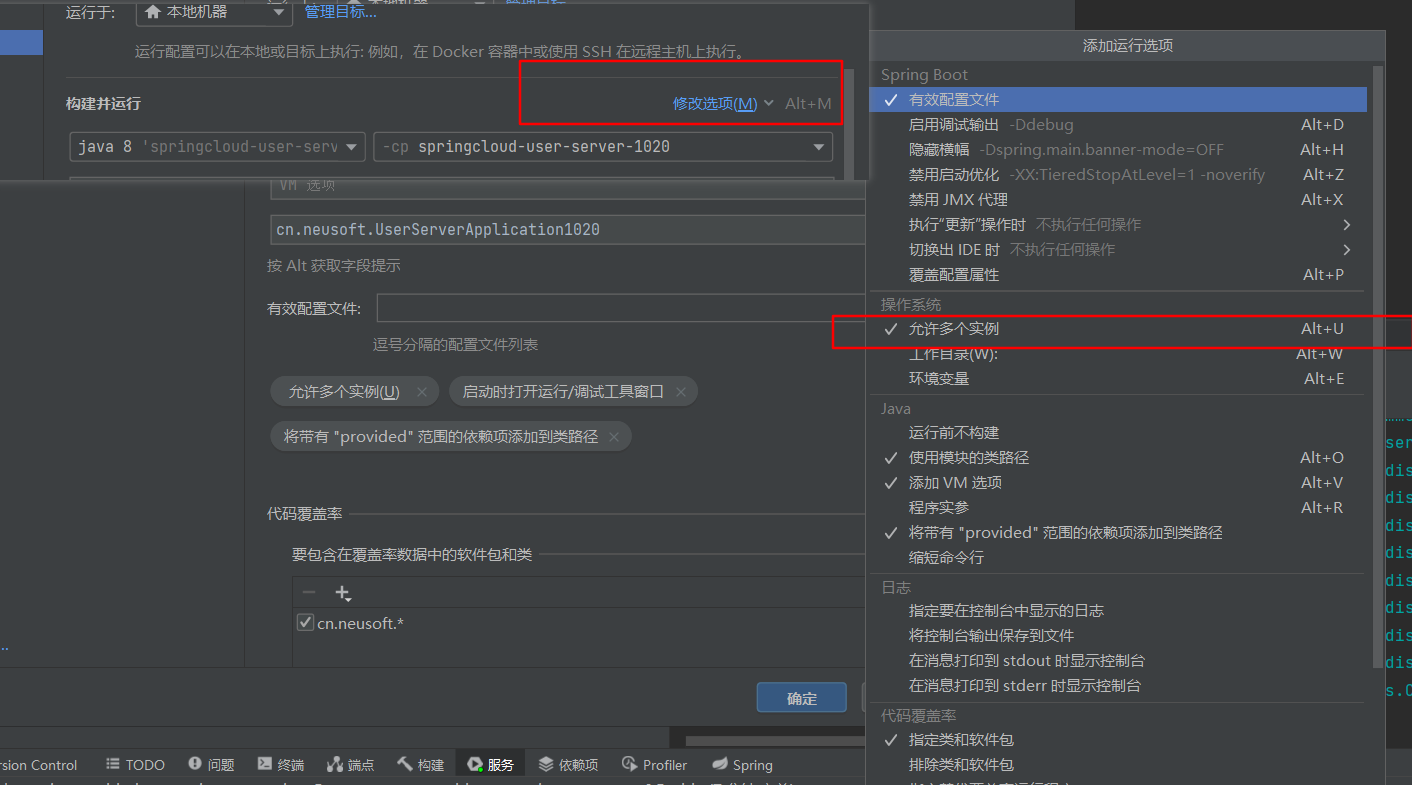 运行于: 本地机器 管理目标...
运行配置可以在本地或目标上执行: 例如，在 Docker 容器中或使用 SSH 在远程主机上执行。
构建并运行 修改选项(M) Alt+M
java 8 'springcloud-user-serv -cp springcloud-user-server-1020
VM 选项
cn.neusoft.UserServerApplication1020
按 Alt 获取字段提示
有效配置文件:
逗号分隔的配置文件列表
允许多个实例(U) × 启动时打开运行/调试工具窗口 ×
将带有 "provided" 范围的依赖项添加到类路径 ×
代码覆盖率
要包含在覆盖率数据中的软件包和类
cn.neusoft.*
确定
添加运行选项
Spring Boot
有效配置文件
启用调试输出 -Ddebug Alt+D
隐藏横幅 -Dspring.main.banner-mode=OFF Alt+H
禁用启动优化 -XX:TieredStopAtLevel=1 -noverify Alt+Z
禁用 JMX 代理 Alt+X
执行“更新”操作时 不执行任何操作
切换出 IDE 时 不执行任何操作
覆盖配置属性 Alt+P
操作系统
允许多个实例 Alt+U
工作目录(W): Alt+W
环境变量 Alt+E
Java
运行前不构建
使用模块的类路径 Alt+O
添加 VM 选项 Alt+V
程序实参 Alt+R
将带有 "provided" 范围的依赖项添加到类路径
缩短命令行
日志
指定要在控制台中显示的日志
将控制台输出保存到文件
在消息打印到 stdout 时显示控制台
在消息打印到 stderr 时显示控制台
代码覆盖率
指定类和软件包
排除类和软件包
ser
dis
dis
dis
dis
dis
dis
dis
dis
s.C
rsion Control TODO 问题 终端 端点 构建 服务 依赖项 Profiler Spring